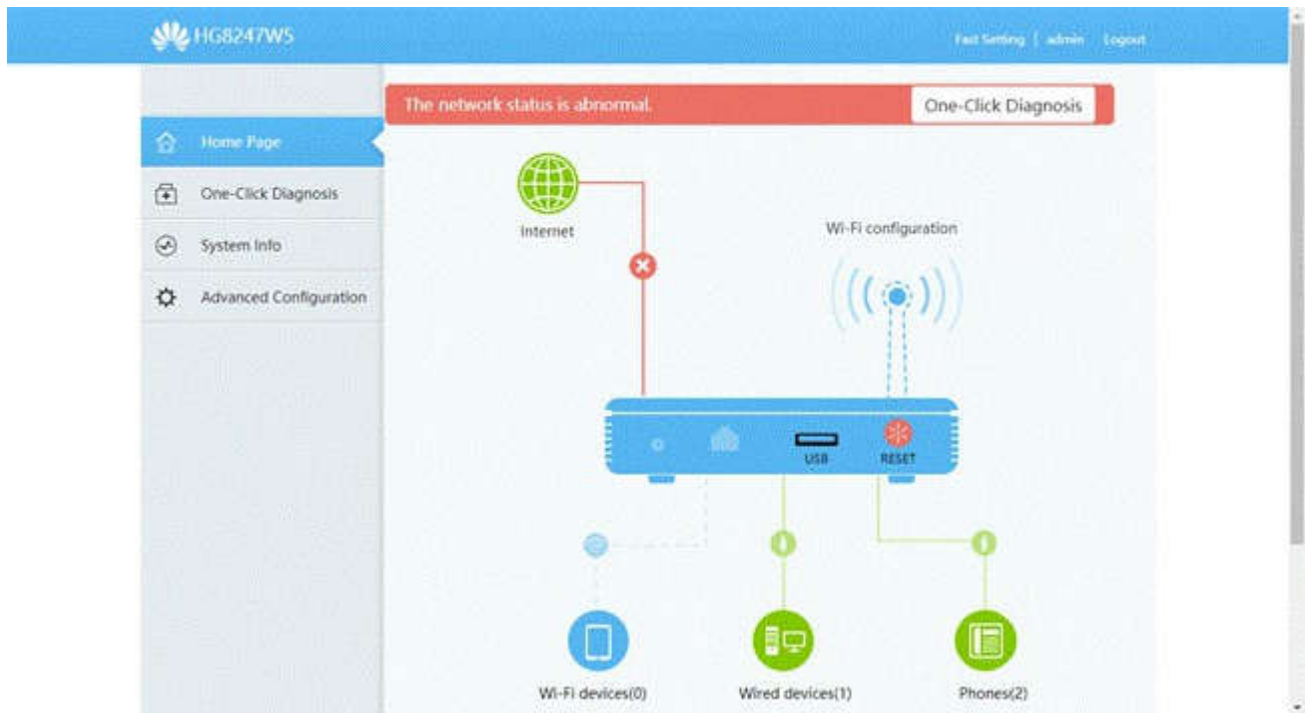 HG8247W5
Fast Setting | admin Logout
The network status is abnormal.
One-Click Diagnosis
Home Page
One-Click Diagnosis
System Info
Advanced Configuration
Internet
Wi-Fi configuration
USB
RESET
Wi-Fi devices(0)
Wired devices(1)
Phones(2)